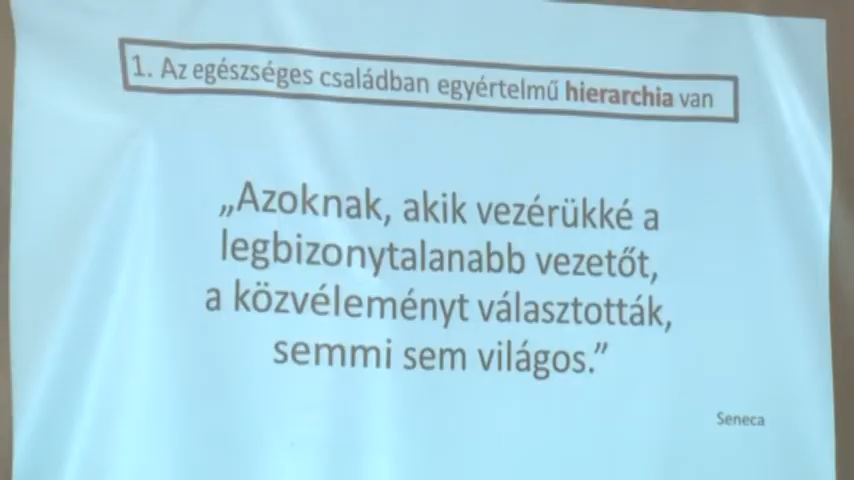 1. Az egészséges családban egyértelmű hierarchia van
„Azoknak, akik vezérükké a
legbizonytalanabb vezetőt,
a közvéleményt választották,
semmi sem világos.”
Seneca